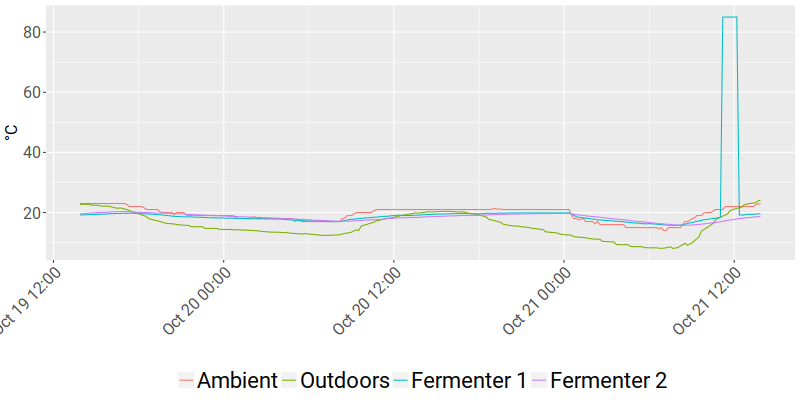 80
60
40
20
°C
Oct 19 12:00
Oct 20 00:00
Oct 20 12:00
Oct 21 00:00
Oct 21 12:00
Ambient Outdoors Fermenter 1 Fermenter 2